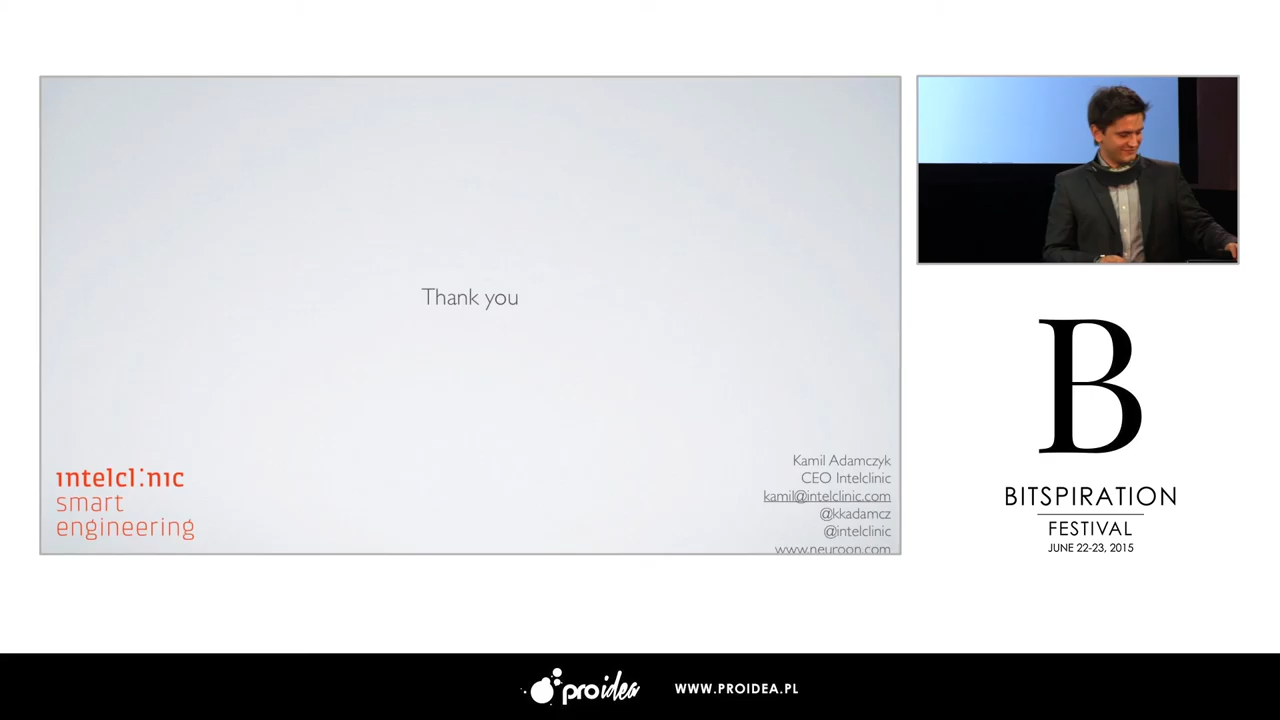 Thank you
intelclinic
smart
engineering
Kamil Adamczyk
CEO Intelclinic
kamil@intelclinic.com
@kkadamcz
@intelclinic
www.neuroon.com
B
BITSPIRATION
FESTIVAL
JUNE 22-23, 2015
proidea
WWW.PROIDEA.PL